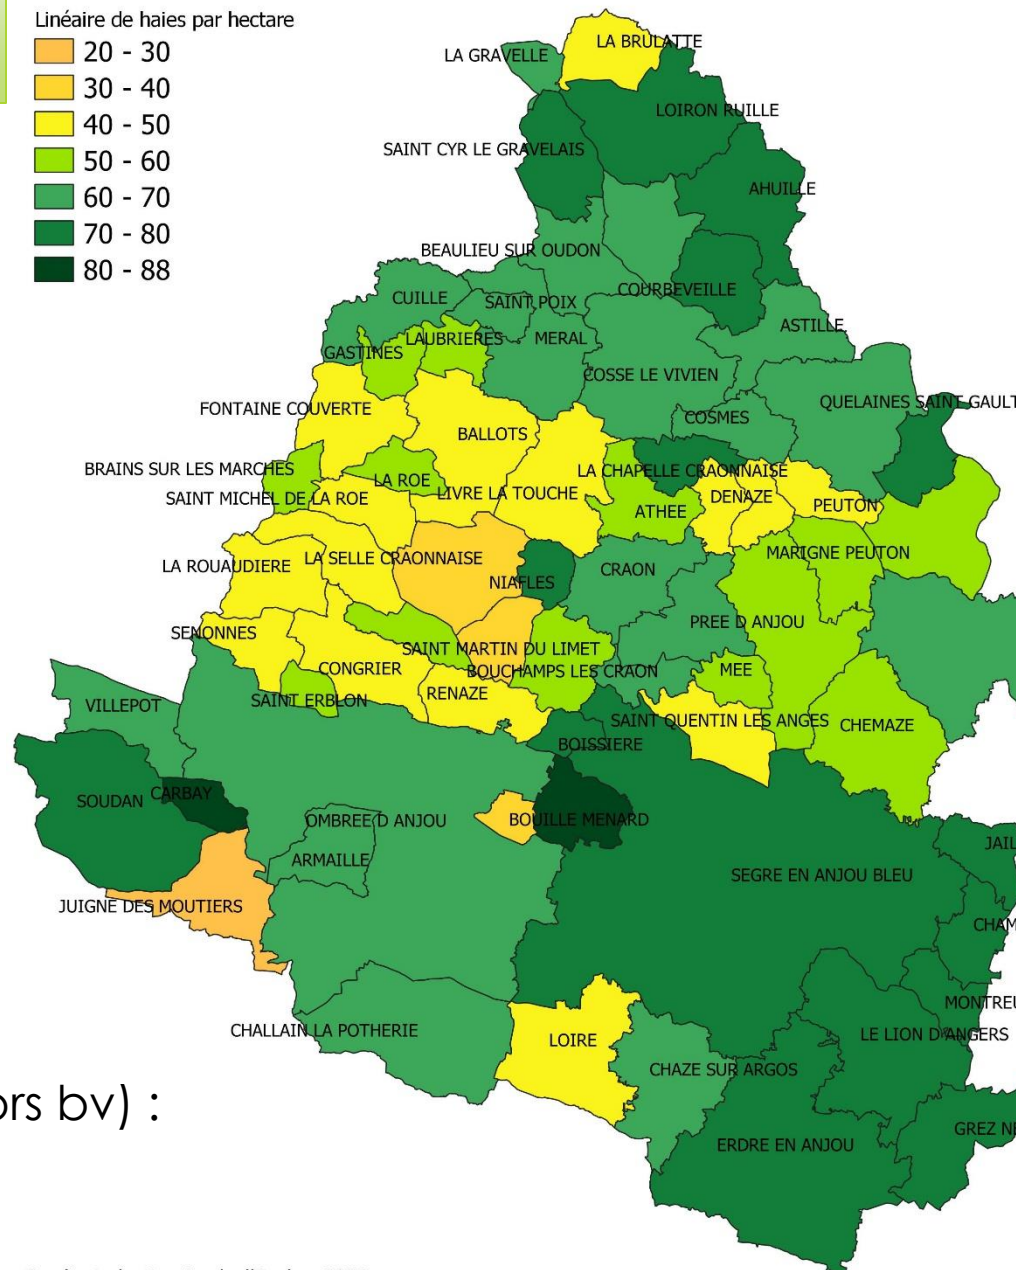 Linéaire de haies par hectare
20 - 30
30 - 40
40 - 50
50 - 60
60 - 70
70 - 80
80 - 88
LA BRULATTE
LA GRAVELLE
LOIRON RUILLE
SAINT CYR LE GRAVELAIS
AHUILLE
BEAULIEU SUR OUDON
COURBEVEILLE
CUILLE
SAINT POIX
ASTILLE
LAUBRIERES
MERAL
GASTINES
COSSE LE VIVIEN
FONTAINE COUVERTE
QUELAINES SAINT GAULT
COSMES
BALLOTS
BRAINS SUR LES MARCHES
LA CHAPELLE CRAONNAISE
LA ROE
SAINT MICHEL DE LA ROE
LIVRE LA TOUCHE
DENAZE
PEUTON
ATHEE
LA ROUAUDIERE
LA SELLE CRAONNAISE
MARIGNE PEUTON
NIAFLES
CRAON
SENONNES
PREE D ANJOU
SAINT MARTIN DU LIMET
CONGRIER
BOUCHAMPS LES CRAON
MEE
RENAZE
SAINT ERBLON
VILLEPOT
SAINT QUENTIN LES ANGES
CHEMAZE
BOISSIERE
SOUDAN
CARBAY
OMBREE D ANJOU
BOUILLE MENARD
JAIL
ARMAILLE
SEGRE EN ANJOU BLEU
JUIGNE DES MOUTIERS
CHAM
MONTREU
CHALLAIN LA POTHERIE
LOIRE
LE LION D'ANGERS
CHAZE SUR ARGOS
ors bv) :
GREZ NE
ERDRE EN ANJOU